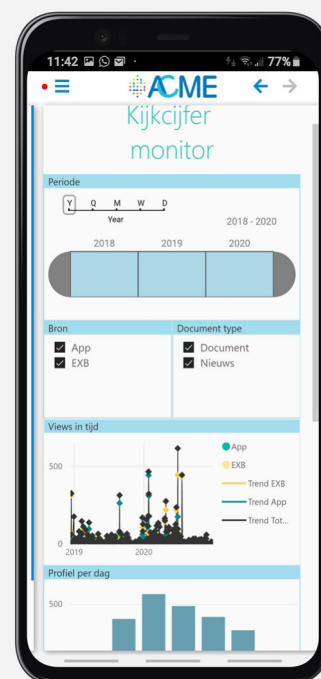 11:42 77%
ACME
Kijkcijfer
monitor
Periode
Y Q M W D
Year
2018 - 2020
2018 2019 2020
Bron
App
EXB
Document type
Document
Nieuws
Views in tijd
500
0
2019 2020
App
EXB
Trend EXB
Trend App
Trend Tot...
Profiel per dag
500